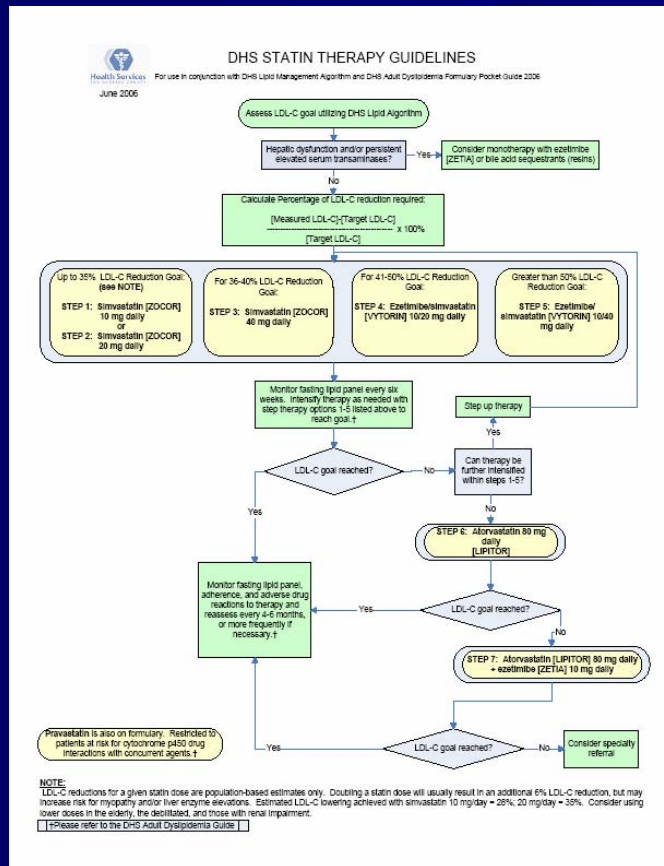 DHS STATIN THERAPY GUIDELINES
Health Services
For use in conjunction with DHS Lipid Management Algorithm and DHS Adult Dyslipidemia Formulary Pocket Guide 2006
June 2006
Assess LDL-C goal utilizing DHS Lipid Algorithm
Hepatic dysfunction and/or persistent
elevated serum transaminases?
Yes
Consider monotherapy with ezetimibe
[ZETIA] or bile acid sequestrants (resins)
No
Calculate Percentage of LDL-C reduction required:
[Measured LDL-C]-[Target LDL-C]
x 100%
[Target LDL-C]
Up to 35% LDL-C Reduction Goal:
(see NOTE)
STEP 1: Simvastatin [ZOCOR]
10 mg daily
or
STEP 2: Simvastatin [ZOCOR]
20 mg daily
For 36-40% LDL-C Reduction
Goal:
STEP 3: Simvastatin [ZOCOR]
40 mg daily
For 41-50% LDL-C Reduction
Goal:
STEP 4: Ezetimibe/simvastatin
[VYTORIN] 10/20 mg daily
Greater than 50% LDL-C
Reduction Goal:
STEP 5: Ezetimibe/
simvastatin [VYTORIN] 10/40
mg daily
Monitor fasting lipid panel every six
weeks. Intensify therapy as needed with
step therapy options 1-5 listed above to
reach goal.†
Step up therapy
Yes
LDL-C goal reached?
No
Can therapy be
further intensified
within steps 1-5?
Yes
No
STEP 6: Atorvastatin 80 mg
daily
[LIPITOR]
Monitor fasting lipid panel,
adherence, and adverse drug
reactions to therapy and
reassess every 4-6 months,
or more frequently if
necessary.†
Yes
LDL-C goal reached?
No
STEP 7: Atorvastatin [LIPITOR] 80 mg daily
+ ezetimibe [ZETIA] 10 mg daily
Pravastatin is also on formulary. Restricted to
patients at risk for cytochrome p450 drug
interactions with concurrent agents.†
Yes
LDL-C goal reached?
No
Consider specialty
referral
NOTE:
LDL-C reductions for a given statin dose are population-based estimates only. Doubling a statin dose will usually result in an additional 6% LDL-C reduction, but may
increase risk for myopathy and/or liver enzyme elevations. Estimated LDL-C lowering achieved with simvastatin 10 mg/day = 28%; 20 mg/day = 35%. Consider using
lower doses in the elderly, the debilitated, and those with renal impairment.
†Please refer to the DHS Adult Dyslipidemia Guide